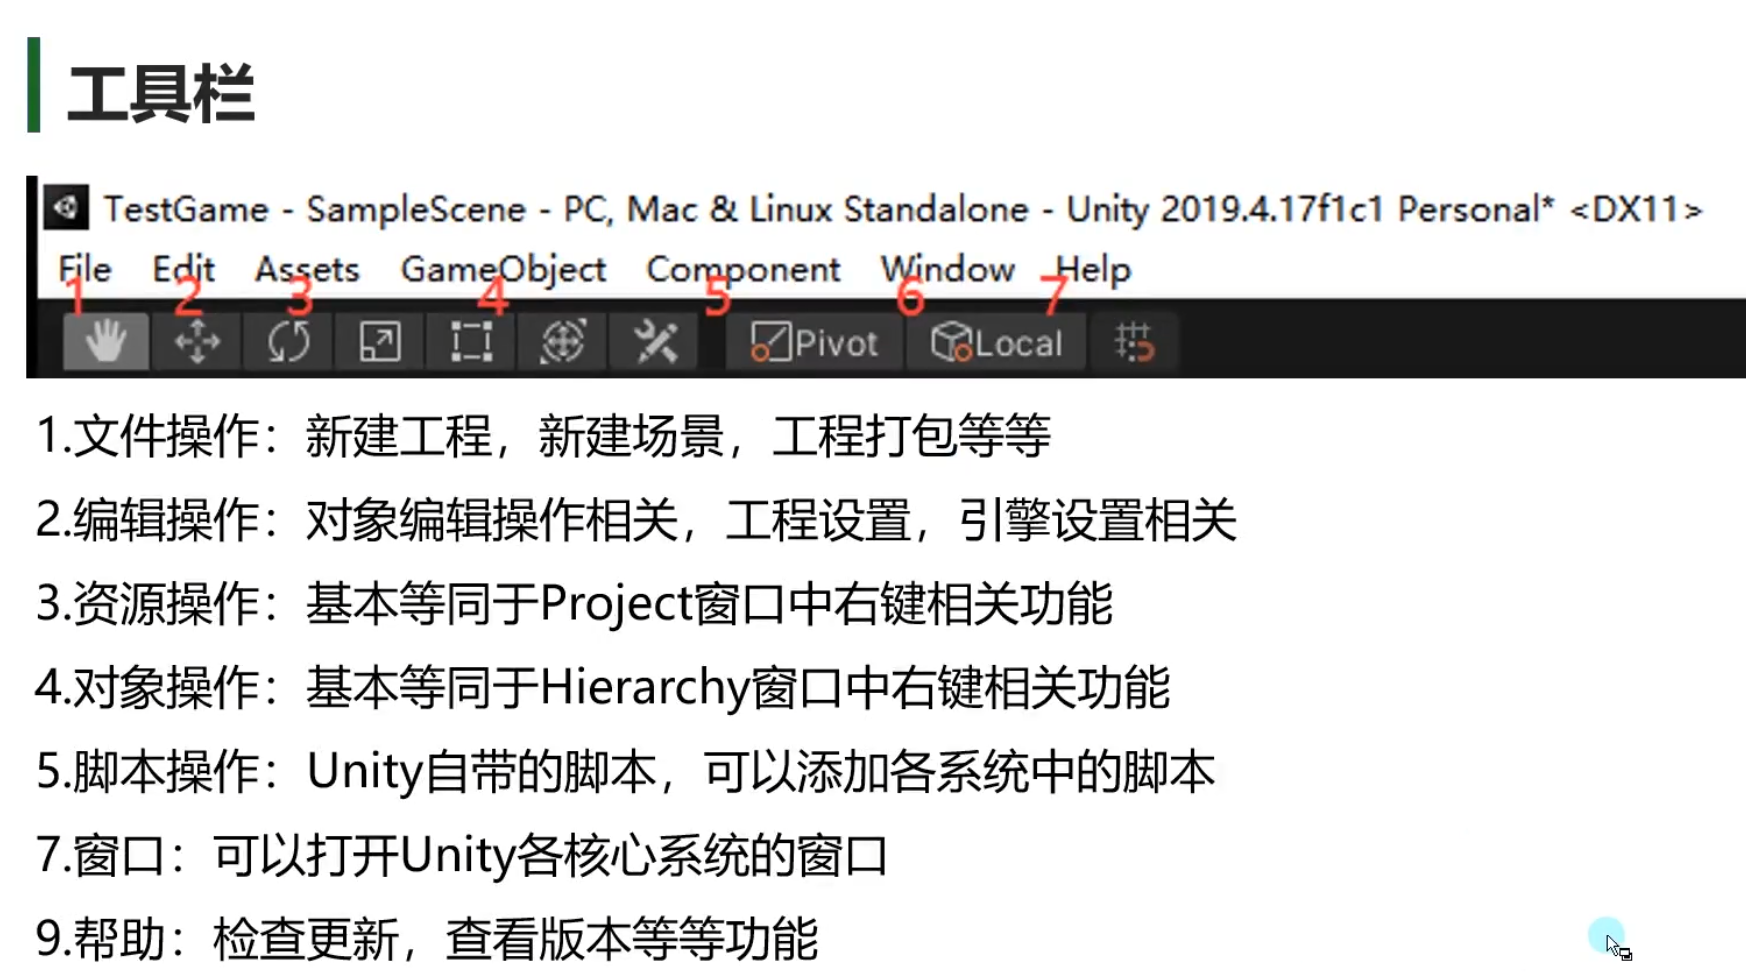 工具栏
TestGame - SampleScene - PC, Mac & Linux Standalone - Unity 2019.4.17f1c1 Personal* <DX11>
File Edit Assets GameObject Component Window Help
1 2 3 4 5 6 7
Pivot Local
1.文件操作：新建工程，新建场景，工程打包等等
2.编辑操作：对象编辑操作相关，工程设置，引擎设置相关
3.资源操作：基本等同于Project窗口中右键相关功能
4.对象操作：基本等同于Hierarchy窗口中右键相关功能
5.脚本操作：Unity自带的脚本，可以添加各系统中的脚本
7.窗口：可以打开Unity各核心系统的窗口
9.帮助：检查更新，查看版本等等功能